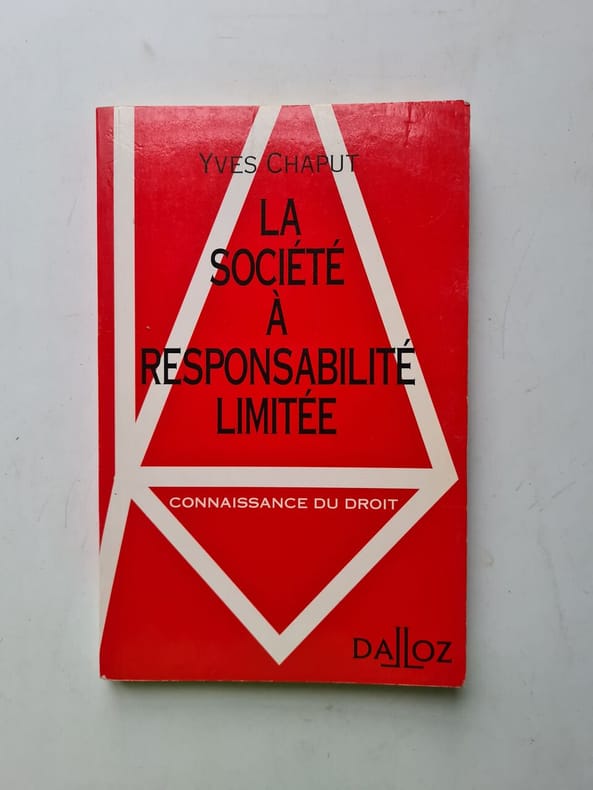 YVES CHAPUT
LA
SOCIÉTÉ
À
RESPONSABILITÉ
LIMITÉE
CONNAISSANCE DU DROIT
DALLOZ